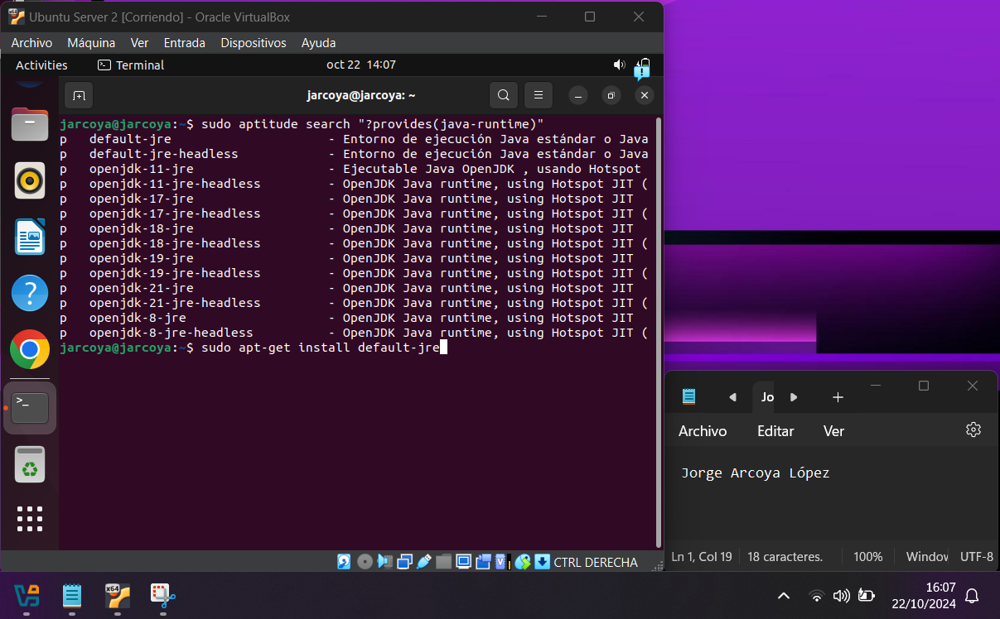 Ubuntu Server 2 [Corriendo] - Oracle VirtualBox
Archivo Máquina Ver Entrada Dispositivos Ayuda
Activities Terminal oct 22 14:07
jarcoya@jarcoya: ~
jarcoya@jarcoya:~$ sudo aptitude search "?provides(java-runtime)"
p default-jre - Entorno de ejecución Java estándar o Java
p default-jre-headless - Entorno de ejecución Java estándar o Java
p openjdk-11-jre - Ejecutable Java OpenJDK , usando Hotspot
p openjdk-11-jre-headless - OpenJDK Java runtime, using Hotspot JIT (
p openjdk-17-jre - OpenJDK Java runtime, using Hotspot JIT
p openjdk-17-jre-headless - OpenJDK Java runtime, using Hotspot JIT (
p openjdk-18-jre - OpenJDK Java runtime, using Hotspot JIT
p openjdk-18-jre-headless - OpenJDK Java runtime, using Hotspot JIT (
p openjdk-19-jre - OpenJDK Java runtime, using Hotspot JIT
p openjdk-19-jre-headless - OpenJDK Java runtime, using Hotspot JIT (
p openjdk-21-jre - OpenJDK Java runtime, using Hotspot JIT
p openjdk-21-jre-headless - OpenJDK Java runtime, using Hotspot JIT (
p openjdk-8-jre - OpenJDK Java runtime, using Hotspot JIT
p openjdk-8-jre-headless - OpenJDK Java runtime, using Hotspot JIT (
jarcoya@jarcoya:~$ sudo apt-get install default-jre
CTRL DERECHA
Jo
Archivo Editar Ver
Jorge Arcoya López
Ln 1, Col 19 18 caracteres. 100% Window UTF-8
x64
16:07
22/10/2024